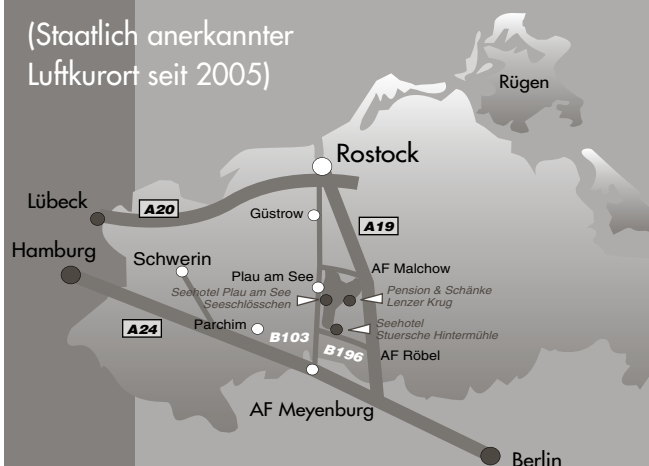 (Staatlich anerkannter
Luftkurort seit 2005)
Rügen
Rostock
Lübeck
A20
Güstrow
A19
Hamburg
Schwerin
AF Malchow
Plau am See
Seehotel Plau am See
Seeschlösschen
Pension & Schänke
Lenzer Krug
A24
Parchim
B103
Seehotel
Stuersche Hintermühle
B196
AF Röbel
AF Meyenburg
Berlin